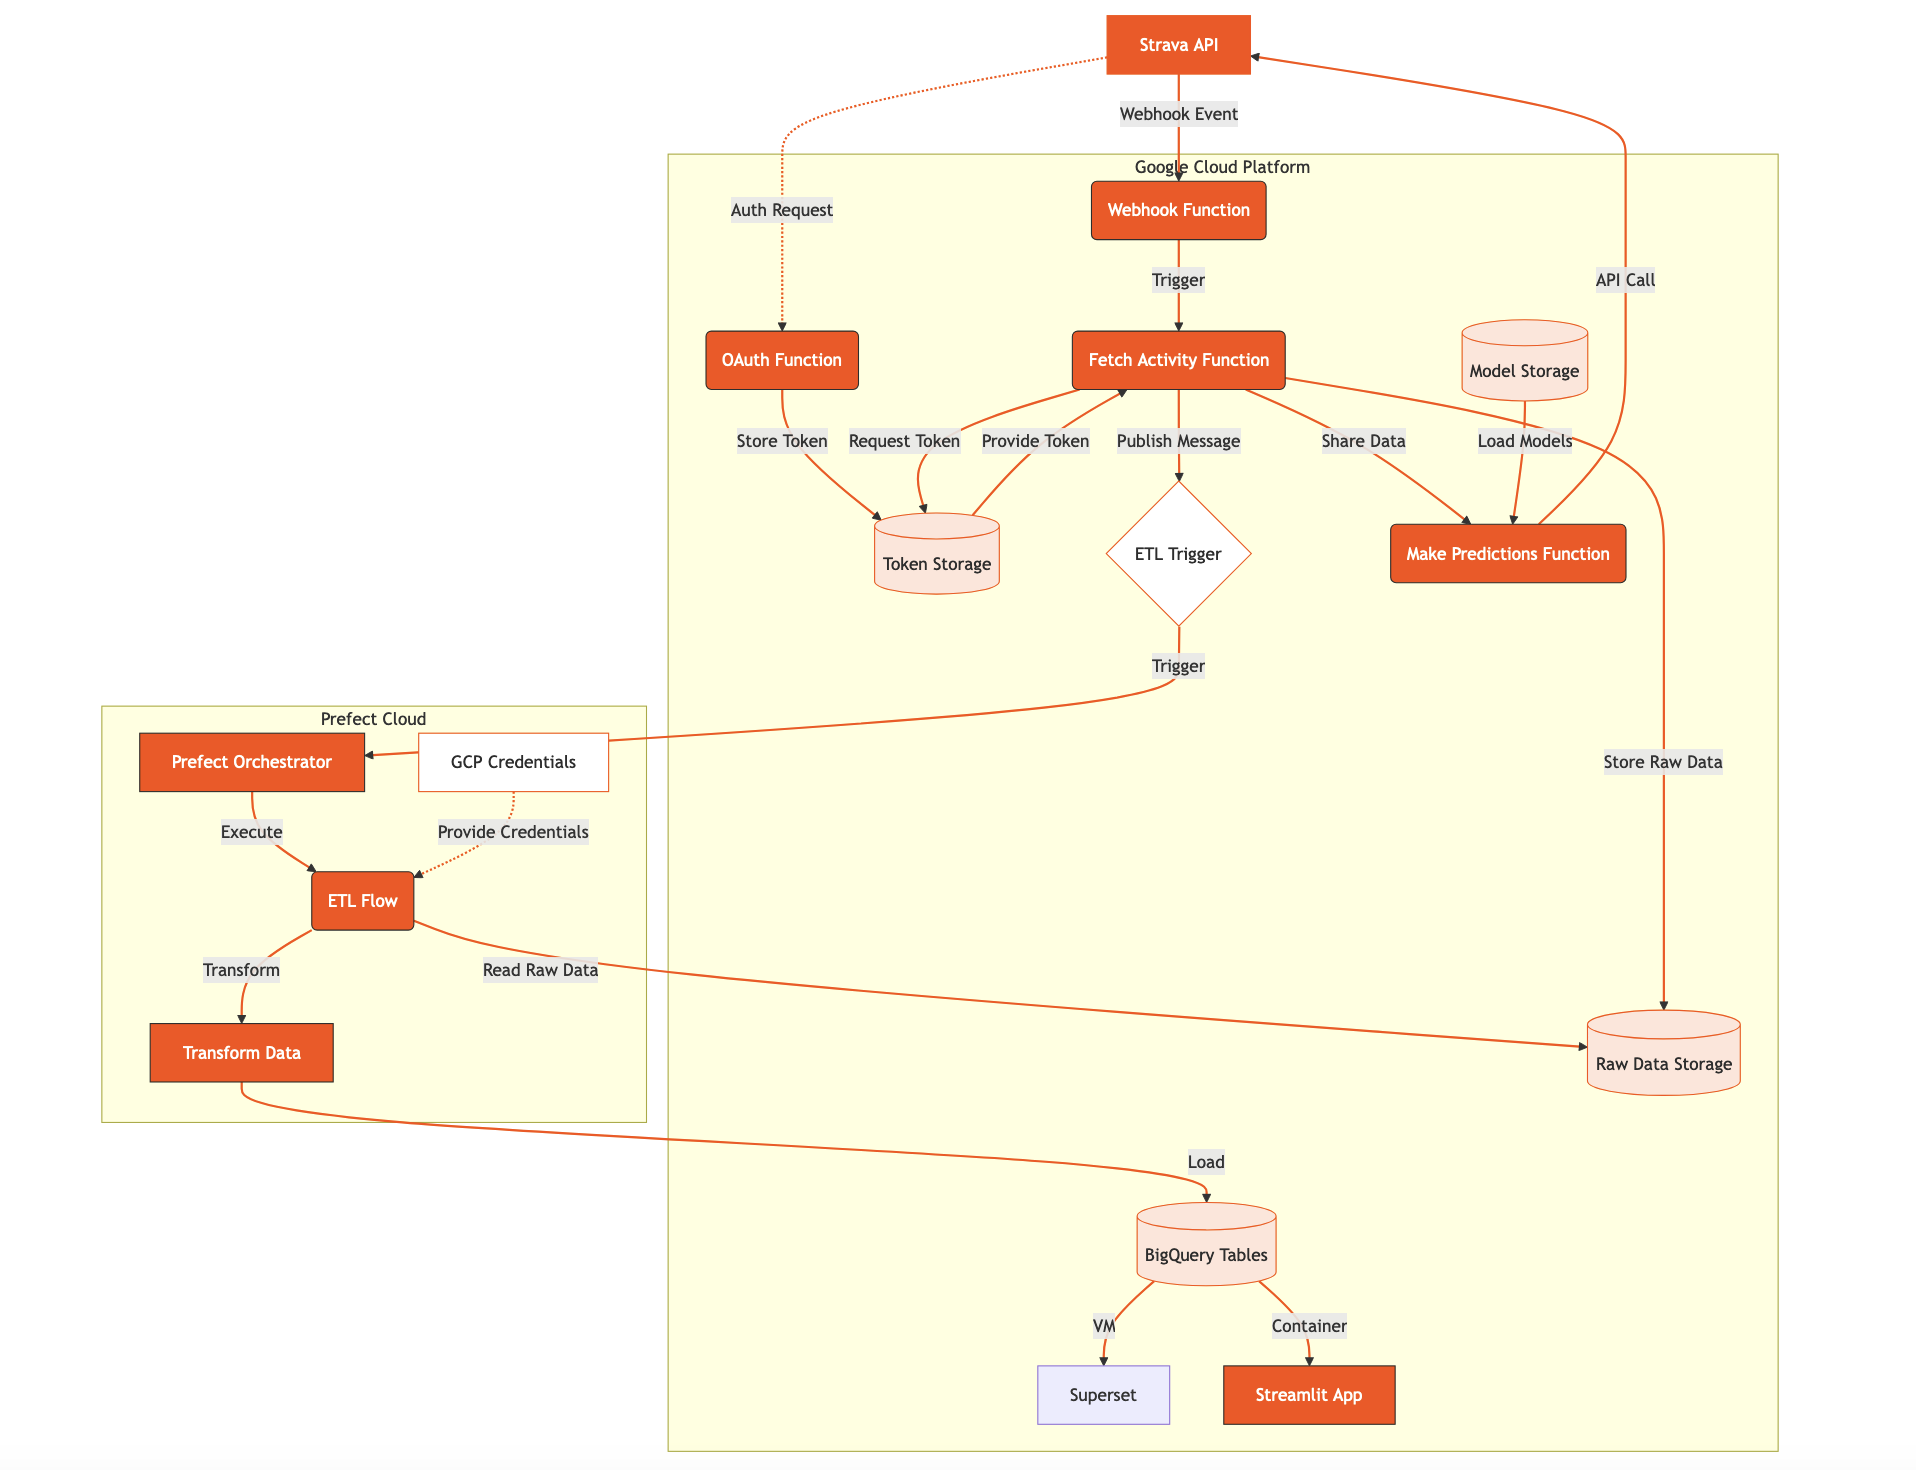 Strava API
Webhook Event
Google Cloud Platform
Webhook Function
Auth Request
Trigger
API Call
OAuth Function
Fetch Activity Function
Model Storage
Store Token
Request Token
Provide Token
Publish Message
Share Data
Load Models
Token Storage
ETL Trigger
Make Predictions Function
Trigger
Prefect Cloud
Prefect Orchestrator
GCP Credentials
Store Raw Data
Execute
Provide Credentials
ETL Flow
Transform
Read Raw Data
Transform Data
Raw Data Storage
Load
BigQuery Tables
VM
Container
Superset
Streamlit App